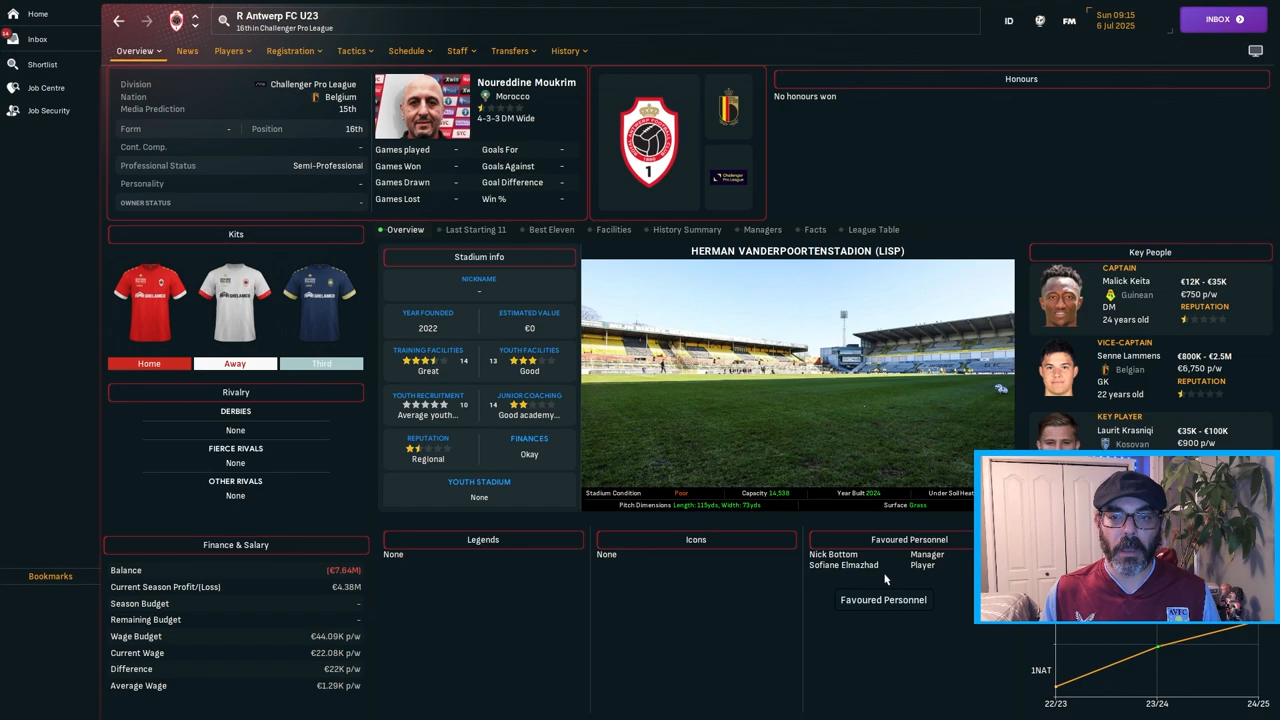 Home
14
Inbox
Shortlist
Job Centre
Job Security
Bookmarks
R Antwerp FC U23
16th in Challenger Pro League
ID
FM
Sun 09:15
6 Jul 2025
INBOX
Overview
News
Players
Registration
Tactics
Schedule
Staff
Transfers
History
Division
Challenger Pro League
Nation
Belgium
Media Prediction
15th
Form
-
Position
16th
Cont. Comp.
-
Professional Status
Semi-Professional
Personality
-
OWNER STATUS
-
Noureddine Moukrim
Morocco
4-3-3 DM Wide
Games played
-
Goals For
-
Games Won
-
Goals Against
-
Games Drawn
-
Goal Difference
-
Games Lost
-
Win %
-
1
Honours
No honours won
Kits
Home
Away
Third
Rivalry
DERBIES
None
FIERCE RIVALS
None
OTHER RIVALS
None
Overview
Last Starting 11
Best Eleven
Facilities
History Summary
Managers
Facts
League Table
Stadium info
NICKNAME
-
YEAR FOUNDED
2022
ESTIMATED VALUE
€0
TRAINING FACILITIES
14
Great
YOUTH FACILITIES
13
Good
YOUTH RECRUITMENT
10
Average youth...
JUNIOR COACHING
14
Good academy...
REPUTATION
Regional
FINANCES
Okay
YOUTH STADIUM
None
HERMAN VANDERPOORTENSTADION (LISP)
Stadium Condition
Poor
Capacity 14,538
Year Built 2024
Under Soil Heat
Pitch Dimensions Length: 115yds, Width: 73yds
Surface Grass
Key People
CAPTAIN
Malick Keita
€12K - €35K
Guinean
€750 p/w
DM
REPUTATION
24 years old
VICE-CAPTAIN
Senne Lammens
€800K - €2.5M
Belgian
€6,750 p/w
GK
REPUTATION
22 years old
KEY PLAYER
Laurit Krasniqi
€35K - €100K
Kosovan
€900 p/w
Finance & Salary
Balance
(€7.64M)
Current Season Profit/(Loss)
€4.38M
Season Budget
-
Remaining Budget
-
Wage Budget
€44.09K p/w
Current Wage
€22.08K p/w
Difference
€22K p/w
Average Wage
€1.29K p/w
Legends
None
Icons
None
Favoured Personnel
Nick Bottom
Manager
Sofiane Elmazhad
Player
Favoured Personnel
AVFC
1NAT
22/23
23/24
24/25